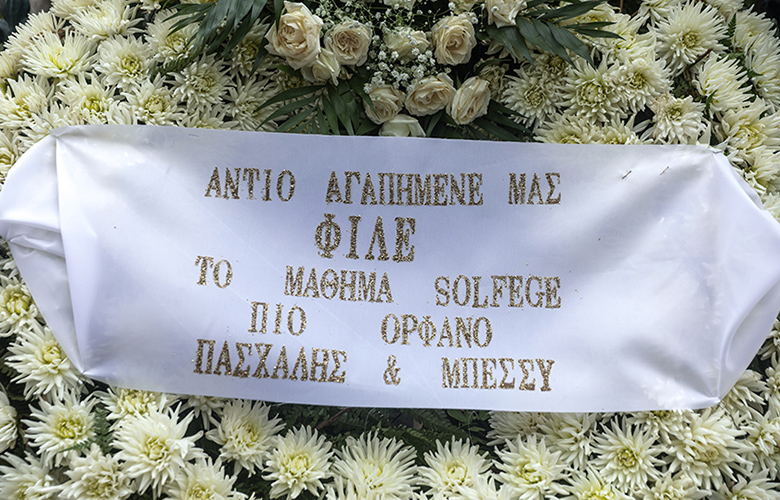 ΑΝΤΙΟ ΑΓΑΠΗΜΕΝΕ ΜΑΣ
ΦΙΛΕ
ΤΟ ΜΑΘΗΜΑ SOLFEGE
ΠΙΟ ΟΡΦΑΝΟ
ΠΑΣΧΑΛΗΣ & ΜΠΕΣΣΥ